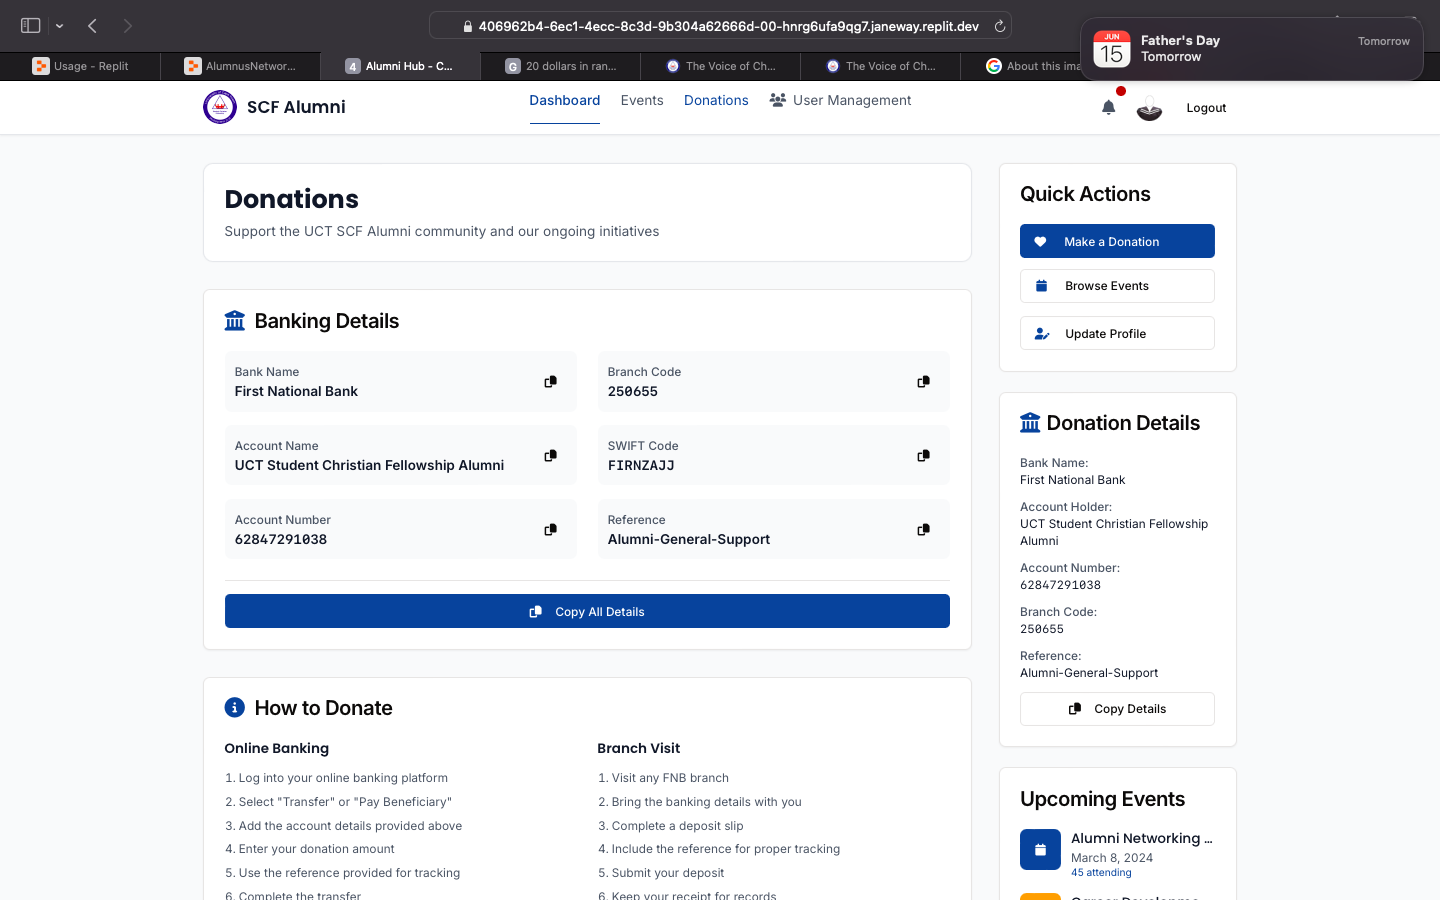 406962b4-6ec1-4ecc-8c3d-9b304a62666d-00-hnrg6ufa9qg7.janeway.replit.dev
JUN
15
Father's Day
Tomorrow
Tomorrow
Usage - Replit
AlumnusNetwor...
4
Alumni Hub - C...
G
20 dollars in ran...
The Voice of Ch...
The Voice of Ch...
About this ima
SCF Alumni
Dashboard
Events
Donations
User Management
Logout
Donations
Support the UCT SCF Alumni community and our ongoing initiatives
Banking Details
Bank Name
First National Bank
Branch Code
250655
Account Name
UCT Student Christian Fellowship Alumni
SWIFT Code
FIRNZAJJ
Account Number
62847291038
Reference
Alumni-General-Support
Copy All Details
How to Donate
Online Banking
1. Log into your online banking platform
2. Select "Transfer" or "Pay Beneficiary"
3. Add the account details provided above
4. Enter your donation amount
5. Use the reference provided for tracking
6. Complete the transfer
Branch Visit
1. Visit any FNB branch
2. Bring the banking details with you
3. Complete a deposit slip
4. Include the reference for proper tracking
5. Submit your deposit
6. Keep your receipt for records
Quick Actions
Make a Donation
Browse Events
Update Profile
Donation Details
Bank Name:
First National Bank
Account Holder:
UCT Student Christian Fellowship
Alumni
Account Number:
62847291038
Branch Code:
250655
Reference:
Alumni-General-Support
Copy Details
Upcoming Events
Alumni Networking ...
March 8, 2024
45 attending
Career Developme...